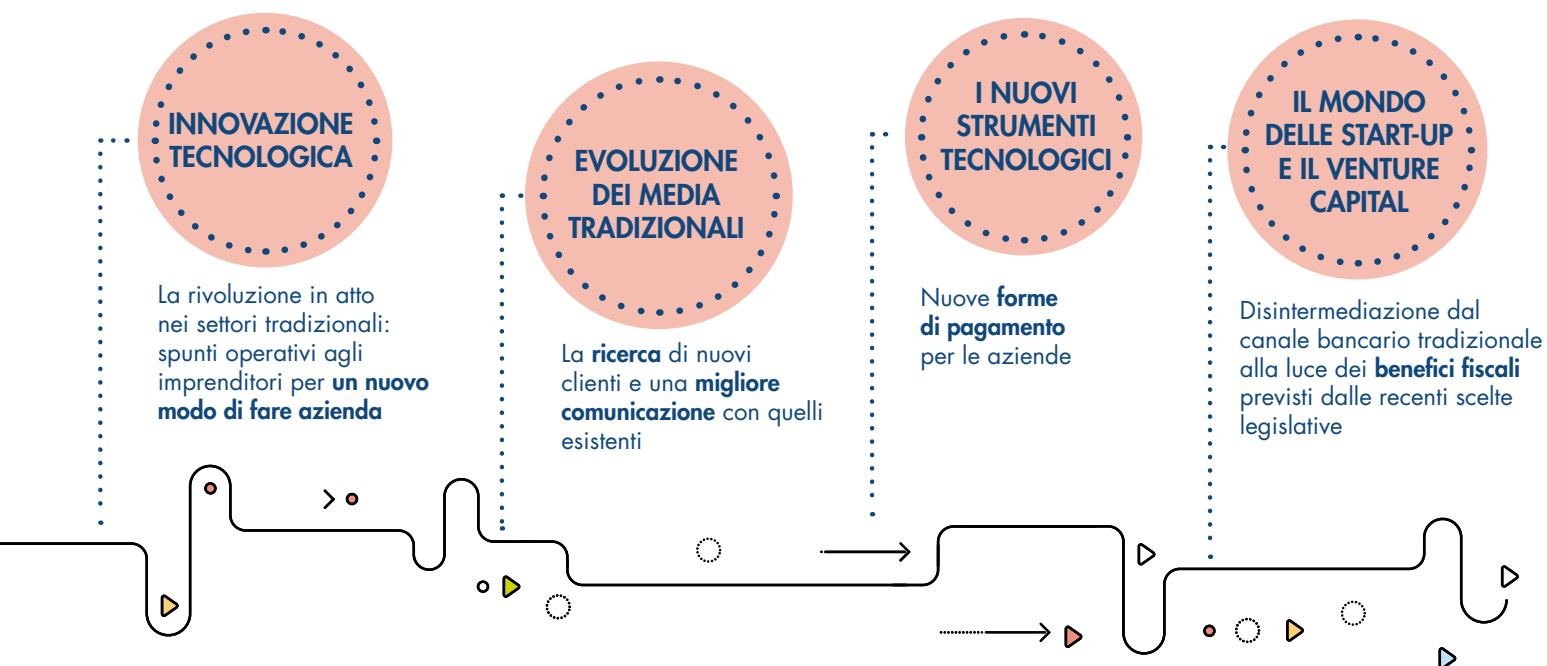 INNOVAZIONE
TECNOLOGICA
La rivoluzione in atto
nei settori tradizionali:
spunti operativi agli
imprenditori per un nuovo
modo di fare azienda
EVOLUZIONE
DEI MEDIA
TRADIZIONALI
La ricerca di nuovi
clienti e una migliore
comunicazione con quelli
esistenti
I NUOVI
STRUMENTI
TECNOLOGICI
Nuove forme
di pagamento
per le aziende
IL MONDO
DELLE START-UP
E IL VENTURE
CAPITAL
Disintermediazione dal
canale bancario tradizionale
alla luce dei benefici fiscali
previsti dalle recenti scelte
legislative